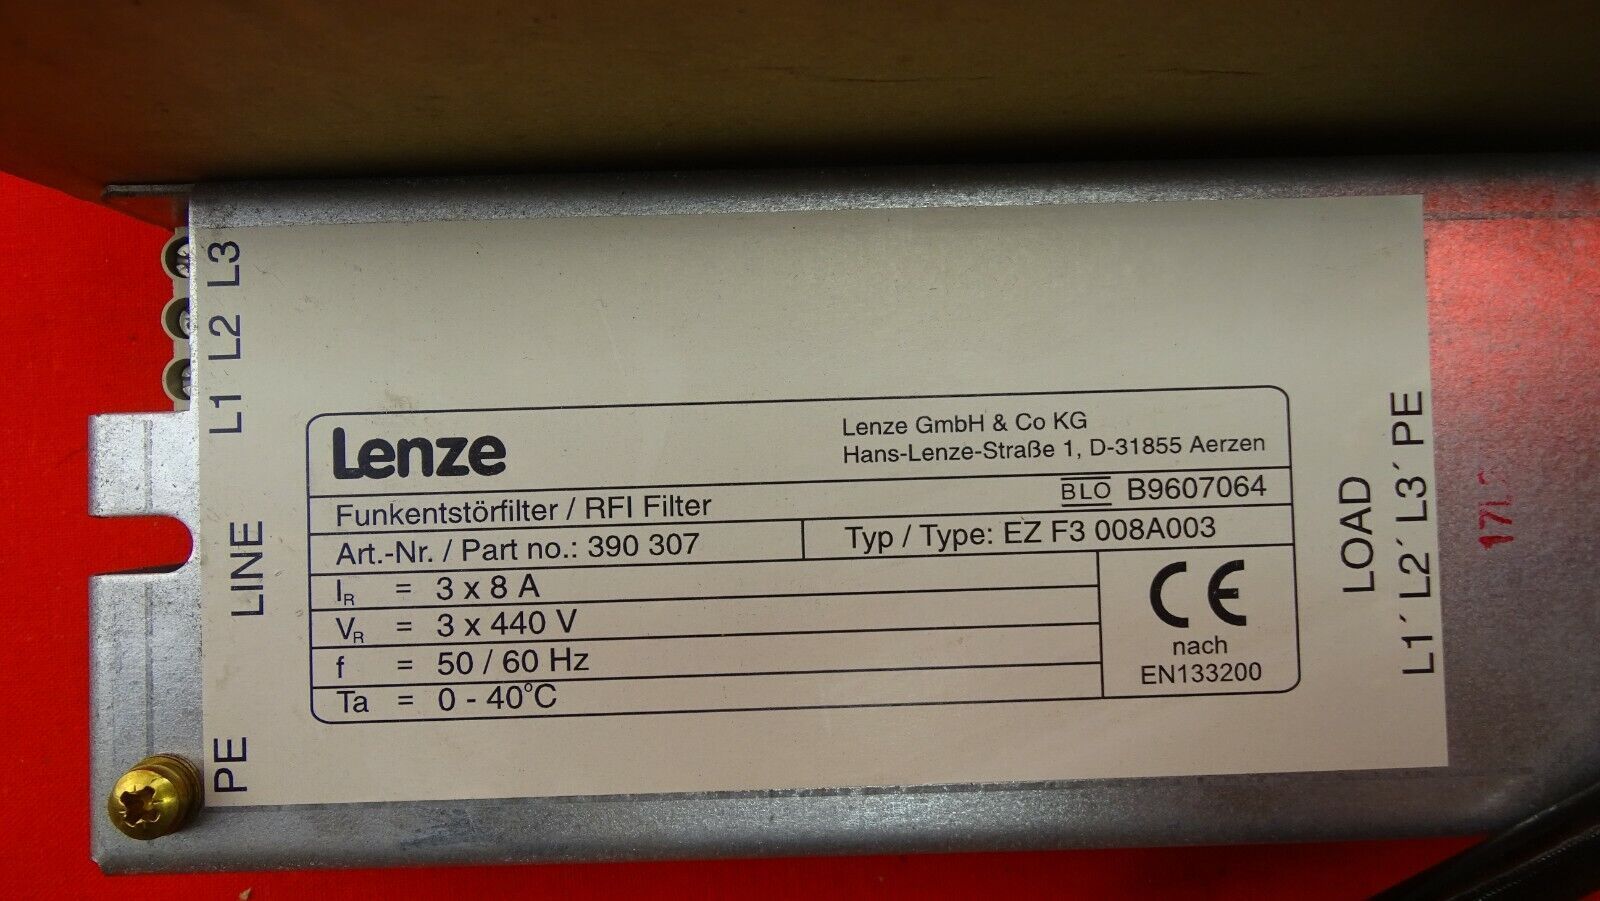 L1 L2 L3
LINE
PE
Lenze
Lenze GmbH & Co KG
Hans-Lenze-Straße 1, D-31855 Aerzen
Funkentstörfilter / RFI Filter
BLO B9607064
Art.-Nr. / Part no.: 390 307
Typ / Type: EZ F3 008A003
IR = 3 x 8 A
VR = 3 x 440 V
f = 50 / 60 Hz
Ta = 0 - 40°C
CE
nach
EN133200
LOAD
L1´ L2´ L3´ PE